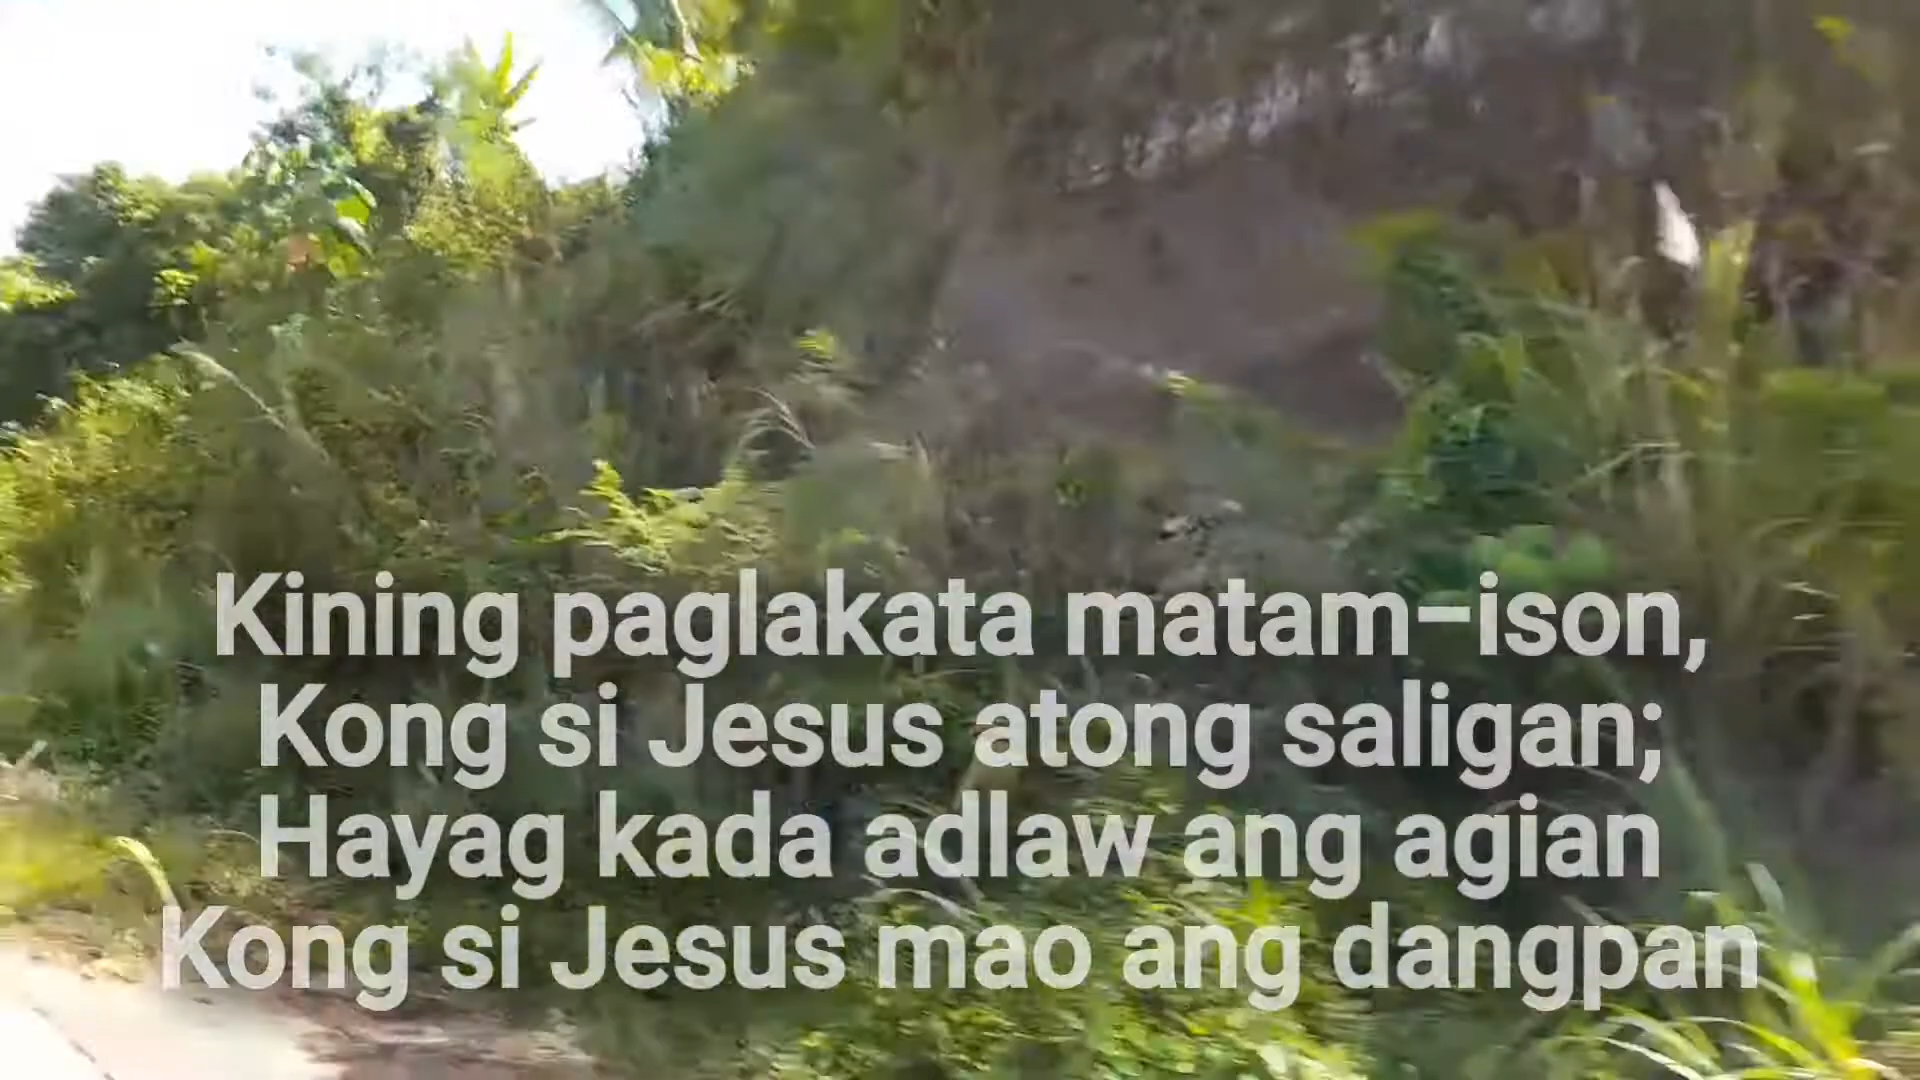 Kining paglakata matam-ison,
Kong si Jesus atong saligan;
Hayag kada adlaw ang agian
Kong si Jesus mao ang dangpan